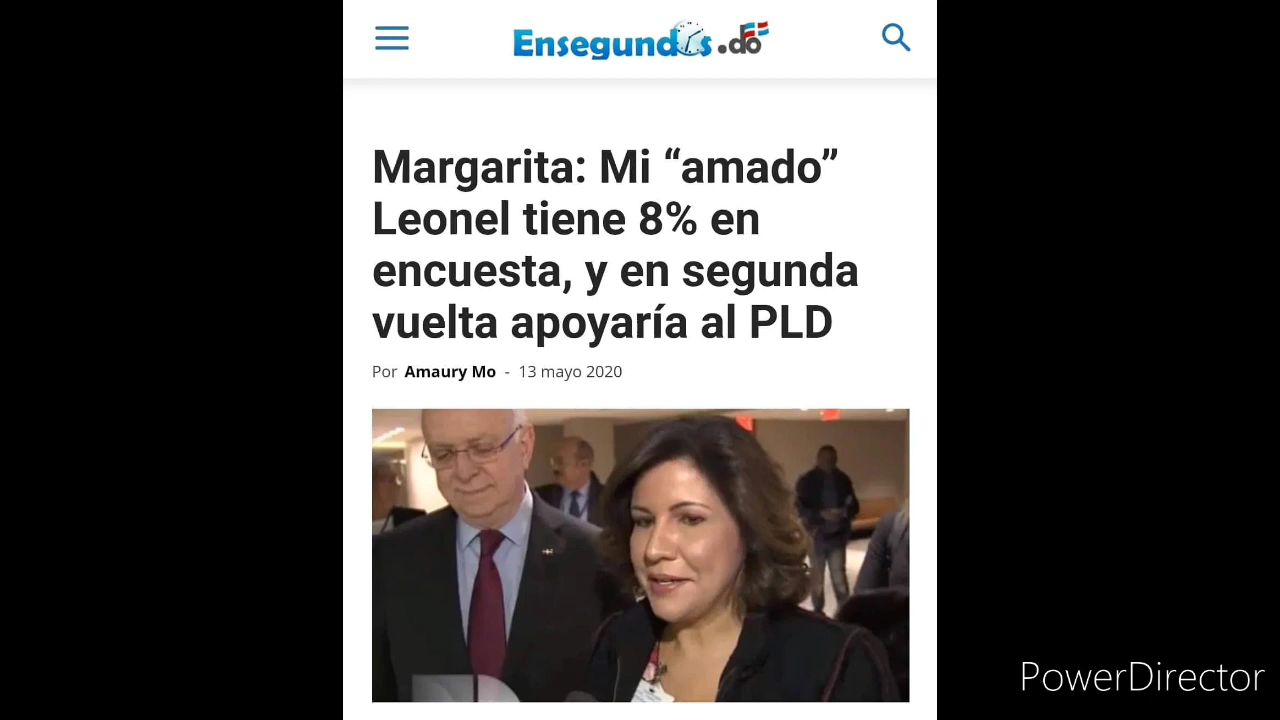 Ensegundos.do
Margarita: Mi “amado”
Leonel tiene 8% en
encuesta, y en segunda
vuelta apoyaría al PLD
Por Amaury Mo - 13 mayo 2020
PowerDirector